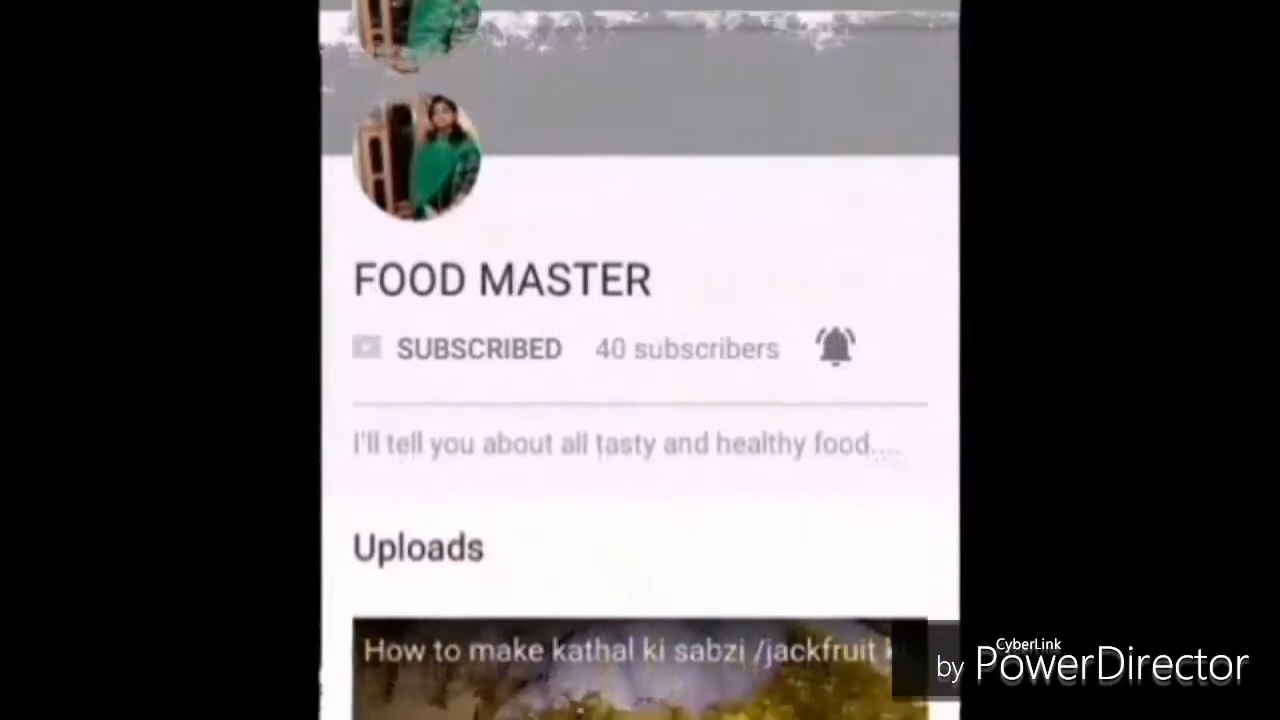 FOOD MASTER
SUBSCRIBED 40 subscribers
I'll tell you about all tasty and healthy food....
Uploads
How to make kathal ki sabzi /jackfruit
CyberLink
by PowerDirector